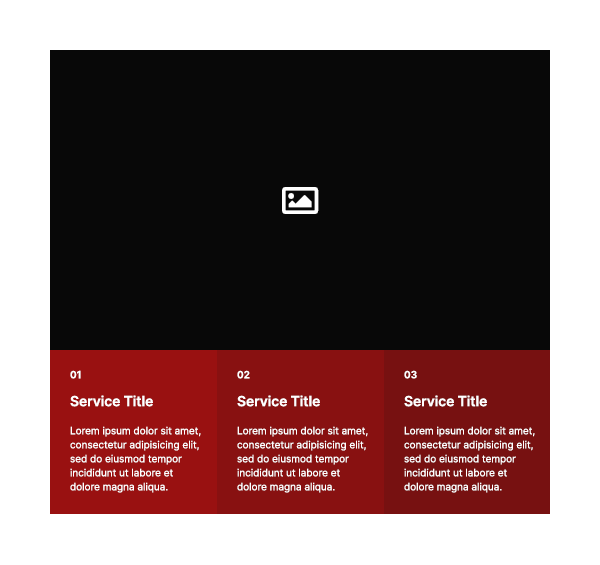 01
Service Title
Lorem ipsum dolor sit amet,
consectetur adipisicing elit,
sed do eiusmod tempor
incididunt ut labore et
dolore magna aliqua.
02
Service Title
Lorem ipsum dolor sit amet,
consectetur adipisicing elit,
sed do eiusmod tempor
incididunt ut labore et
dolore magna aliqua.
03
Service Title
Lorem ipsum dolor sit amet,
consectetur adipisicing elit,
sed do eiusmod tempor
incididunt ut labore et
dolore magna aliqua.